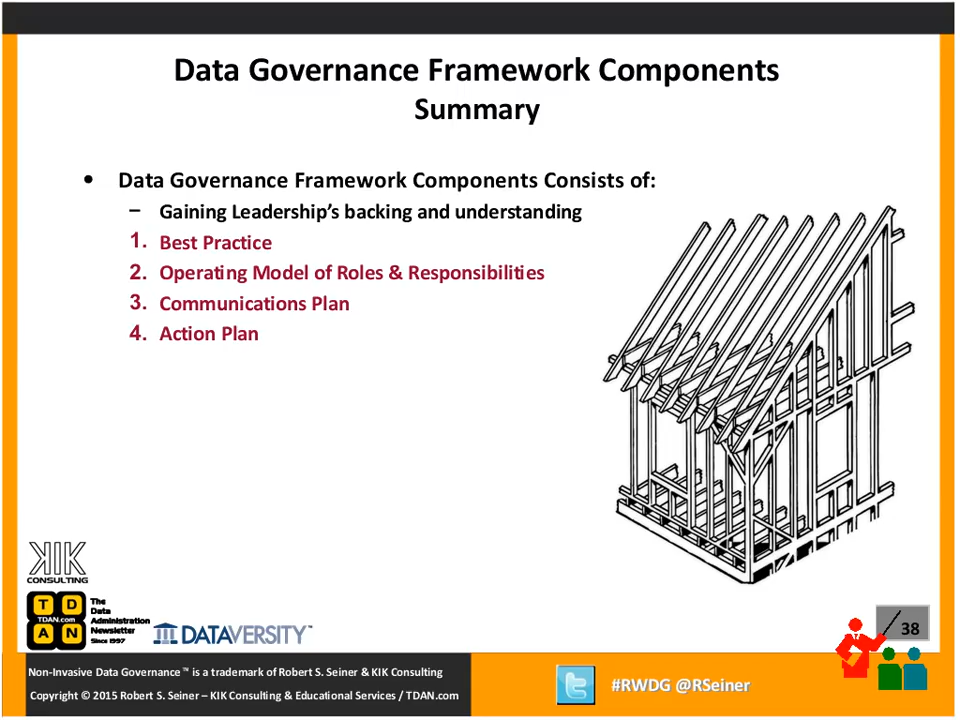 Data Governance Framework Components
Summary
• Data Governance Framework Components Consists of:
– Gaining Leadership’s backing and understanding
1. Best Practice
2. Operating Model of Roles & Responsibilities
3. Communications Plan
4. Action Plan
KIK
CONSULTING
T D
TDAN.com
A N
The
Data
Administration
Newsletter
Since 1997
DATAVERSITY™
38
Non-Invasive Data Governance™ is a trademark of Robert S. Seiner & KIK Consulting
Copyright © 2015 Robert S. Seiner – KIK Consulting & Educational Services / TDAN.com
#RWDG @RSeiner